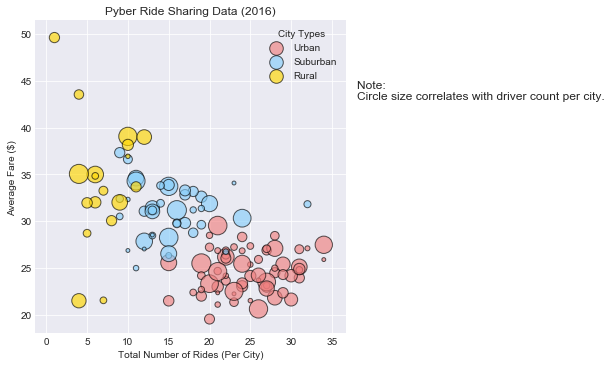 Pyber Ride Sharing Data (2016)
City Types
Urban
Suburban
Rural
Note:
Circle size correlates with driver count per city.
Average Fare ($)
50
45
40
35
30
25
20
0 5 10 15 20 25 30 35
Total Number of Rides (Per City)